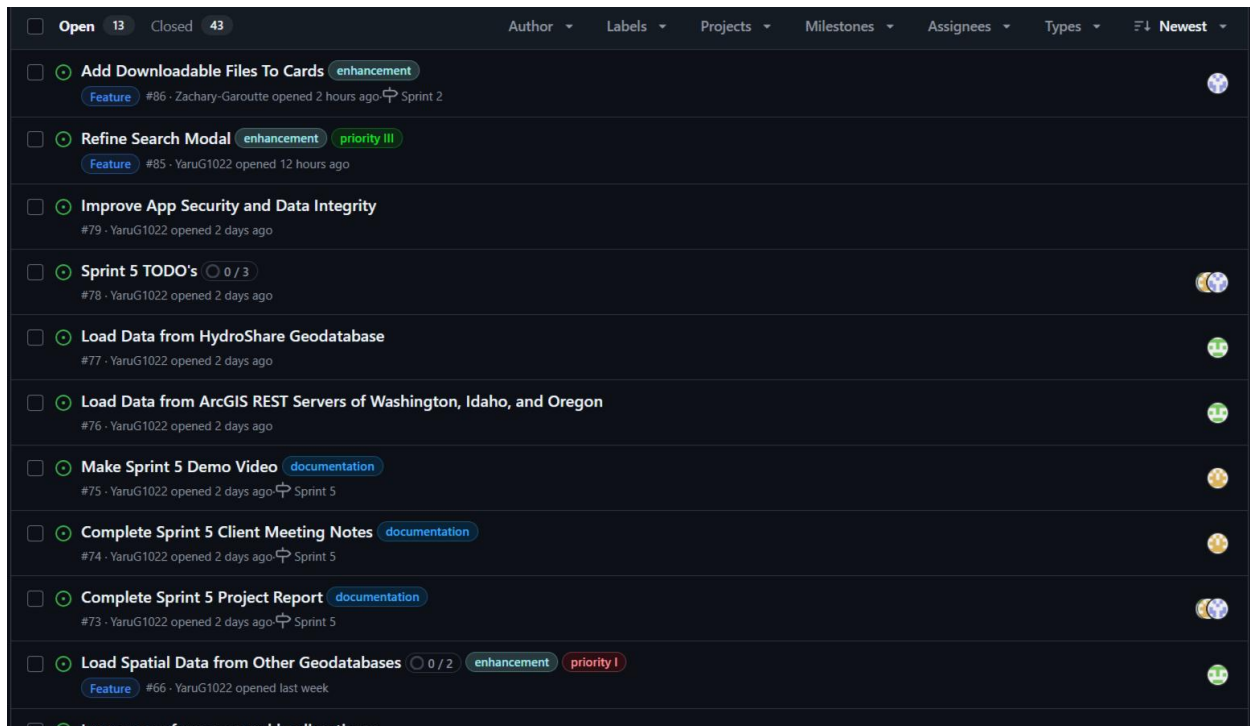 Open 13 Closed 43 Author Labels Projects Milestones Assignees Types Newest
Add Downloadable Files To Cards enhancement
Feature #86 · Zachary-Garoutte opened 2 hours ago· Sprint 2
Refine Search Modal enhancement priority III
Feature #85 · YaruG1022 opened 12 hours ago
Improve App Security and Data Integrity
#79 · YaruG1022 opened 2 days ago
Sprint 5 TODO's 0 / 3
#78 · YaruG1022 opened 2 days ago
Load Data from HydroShare Geodatabase
#77 · YaruG1022 opened 2 days ago
Load Data from ArcGIS REST Servers of Washington, Idaho, and Oregon
#76 · YaruG1022 opened 2 days ago
Make Sprint 5 Demo Video documentation
#75 · YaruG1022 opened 2 days ago· Sprint 5
Complete Sprint 5 Client Meeting Notes documentation
#74 · YaruG1022 opened 2 days ago· Sprint 5
Complete Sprint 5 Project Report documentation
#73 · YaruG1022 opened 2 days ago· Sprint 5
Load Spatial Data from Other Geodatabases 0 / 2 enhancement priority I
Feature #66 · YaruG1022 opened last week